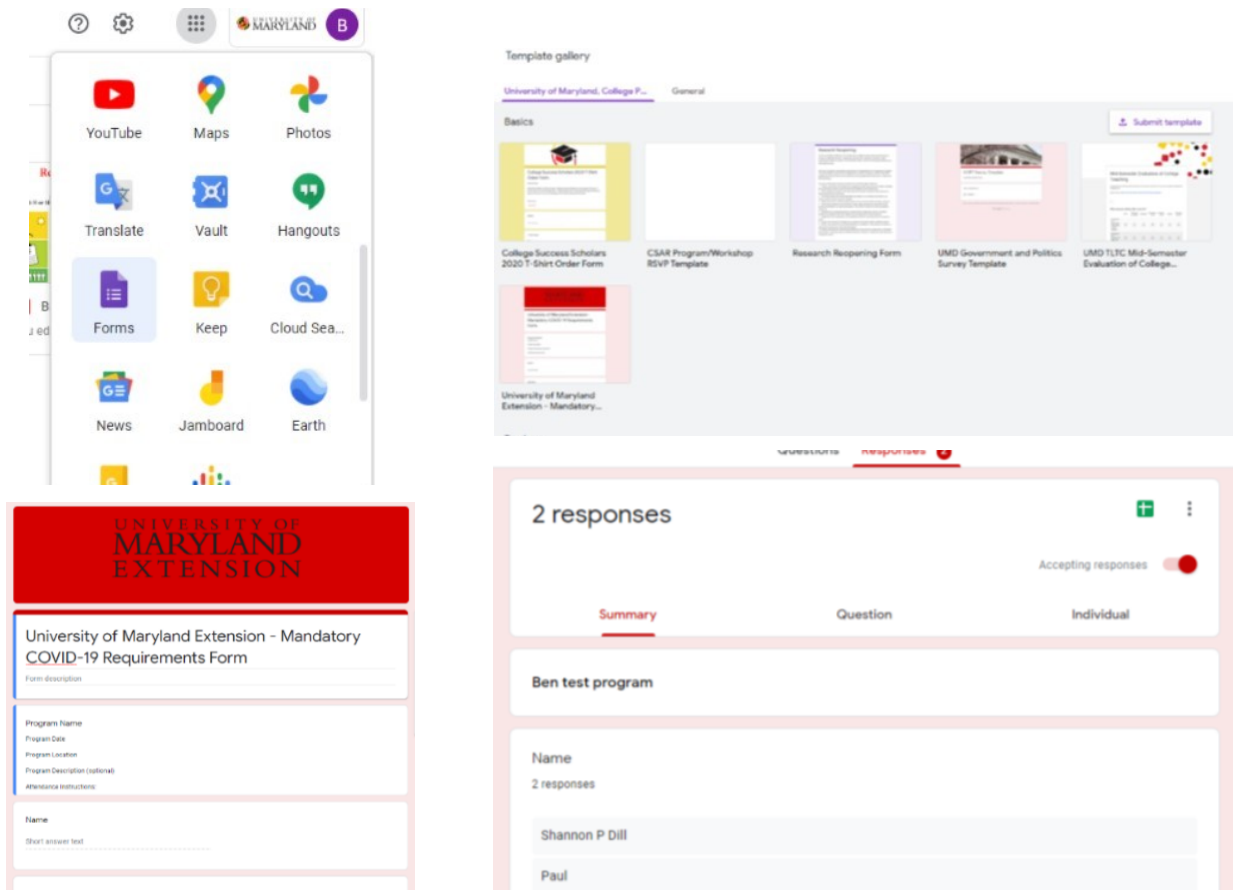 UNIVERSITY OF
MARYLAND
B
YouTube
Maps
Photos
Translate
Vault
Hangouts
Forms
Keep
Cloud Sea...
News
Jamboard
Earth
Template gallery
University of Maryland, College P...
General
Basics
Submit template
College Success Scholars
2020 T-Shirt Order Form
CSAR Program/Workshop
RSVP Template
Research Reopening Form
UMD Government and Politics
Survey Template
UMD TLTC Mid-Semester
Evaluation of College...
University of Maryland
Extension - Mandatory...
UNIVERSITY OF
MARYLAND
EXTENSION
University of Maryland Extension - Mandatory
COVID-19 Requirements Form
Form description
Program Name
Program Date
Program Location
Program Description (optional)
Attendance Instructions:
Name
Short answer text
Questions
Responses
2
2 responses
Accepting responses
Summary
Question
Individual
Ben test program
Name
2 responses
Shannon P Dill
Paul